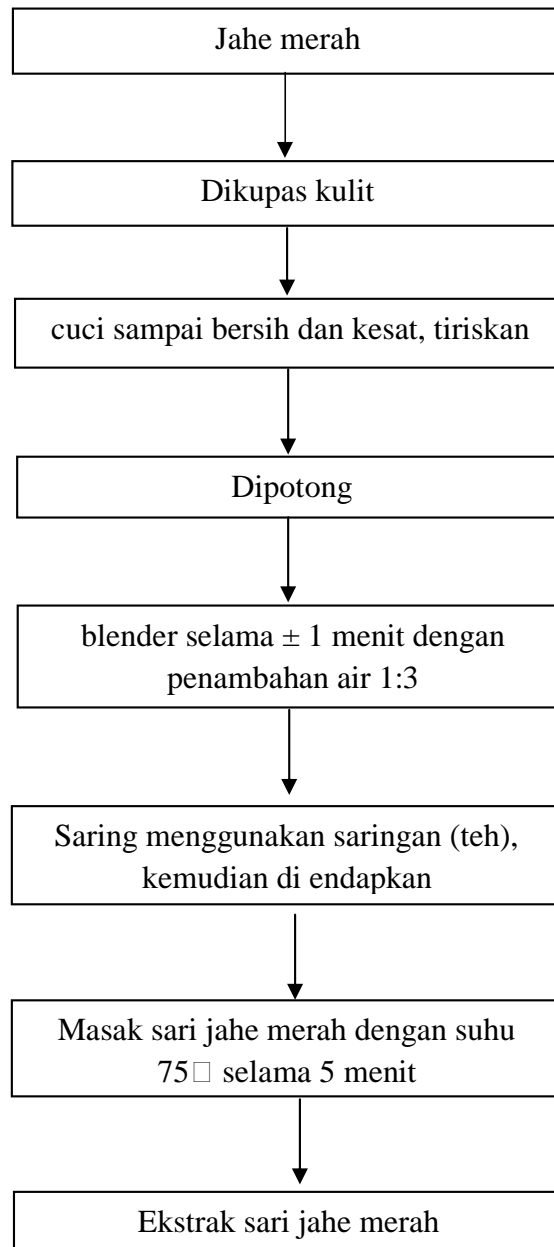 Jahe merah
Dikupas kulit
cuci sampai bersih dan kesat, tiriskan
Dipotong
blender selama ± 1 menit dengan
penambahan air 1:3
Saring menggunakan saringan (teh),
kemudian di endapkan
Masak sari jahe merah dengan suhu
75□ selama 5 menit
Ekstrak sari jahe merah